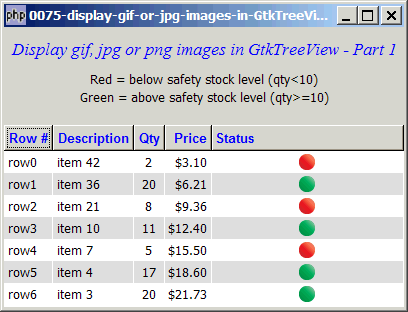 php 0075-display-gif-or-jpg-images-in-GtkTreeVi...
Display gif, jpg or png images in GtkTreeView - Part 1
Red = below safety stock level (qty<10)
Green = above safety stock level (qty>=10)
Row # Description Qty Price Status
row0 item 42 2 $3.10
row1 item 36 20 $6.21
row2 item 21 8 $9.36
row3 item 10 11 $12.40
row4 item 7 5 $15.50
row5 item 4 17 $18.60
row6 item 3 20 $21.73